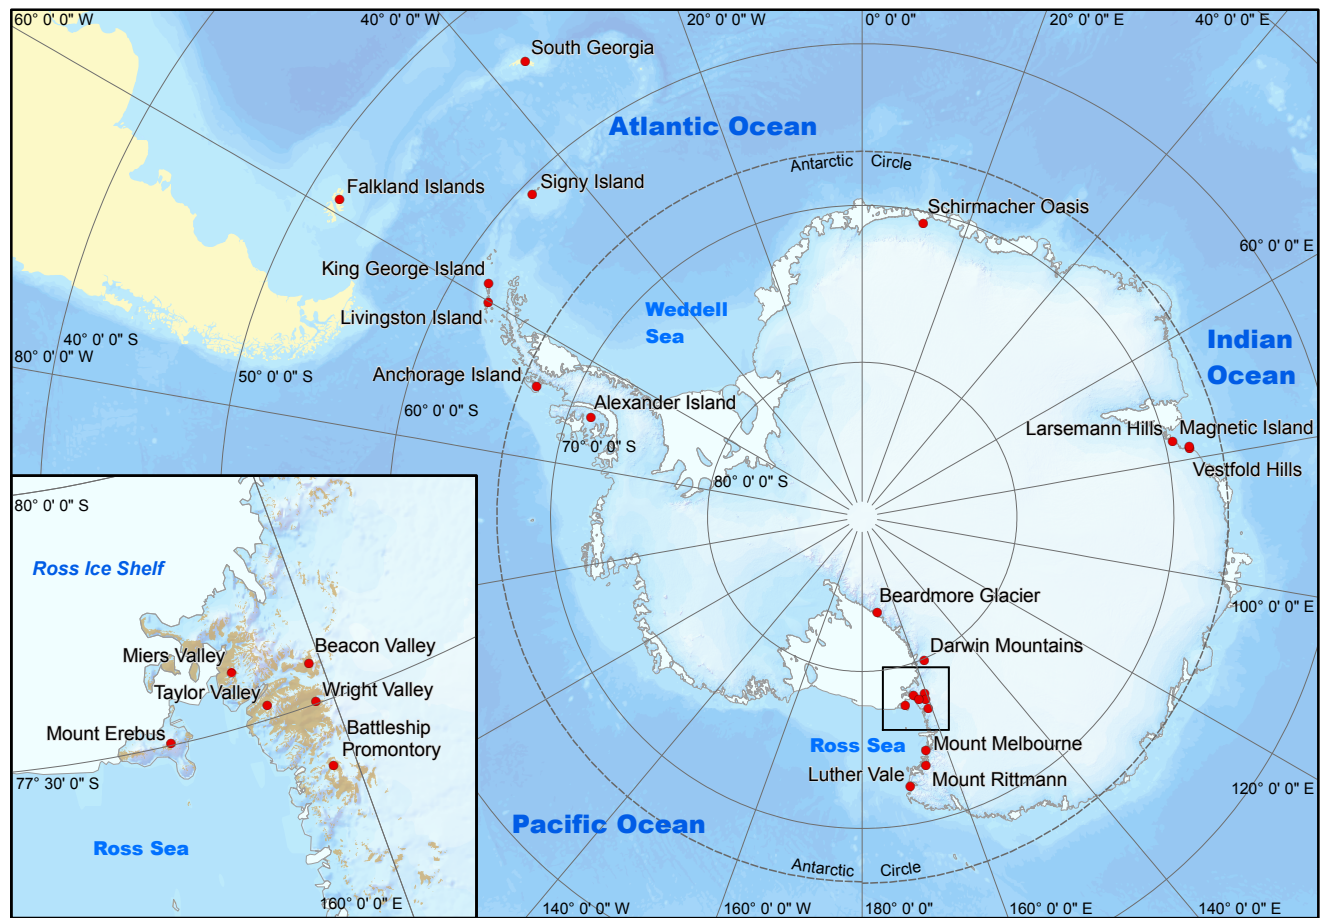 60° 0' 0" W
40° 0' 0" W
20° 0' 0" W
0° 0' 0"
20° 0' 0" E
40° 0' 0" E
South Georgia
Atlantic Ocean
Antarctic Circle
Falkland Islands
Signy Island
Schirmacher Oasis
60° 0' 0" E
King George Island
Livingston Island
Weddell
Sea
Indian
Ocean
40° 0' 0" S
80° 0' 0" W
50° 0' 0" S
Anchorage Island
60° 0' 0" S
Alexander Island
70° 0' 0" S
Larsemann Hills
Magnetic Island
Vestfold Hills
80° 0' 0" S
Beardmore Glacier
100° 0' 0" E
Darwin Mountains
Ross Sea
Mount Melbourne
Luther Vale
Mount Rittmann
120° 0' 0" E
Pacific Ocean
Antarctic Circle
140° 0' 0" W
160° 0' 0" W
180° 0' 0"
160° 0' 0" E
140° 0' 0" E
80° 0' 0" S
Ross Ice Shelf
Miers Valley
Beacon Valley
Taylor Valley
Wright Valley
Mount Erebus
Battleship
Promontory
77° 30' 0" S
Ross Sea
160° 0' 0" E